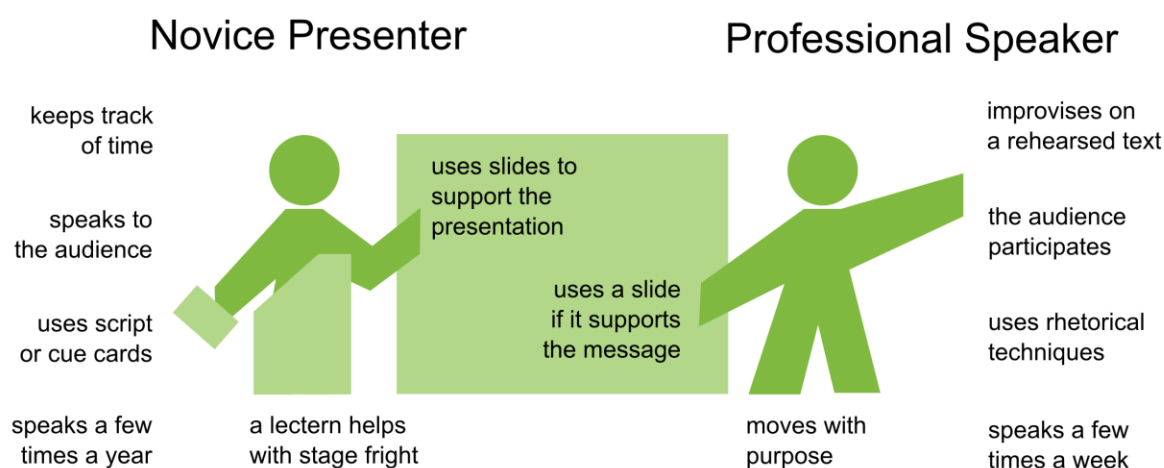 Novice Presenter
keeps track
of time
speaks to
the audience
uses script
or cue cards
speaks a few
times a year
a lectern helps
with stage fright
uses slides to
support the
presentation
Professional Speaker
uses a slide
if it supports
the message
moves with
purpose
improvises on
a rehearsed text
the audience
participates
uses rhetorical
techniques
speaks a few
times a week